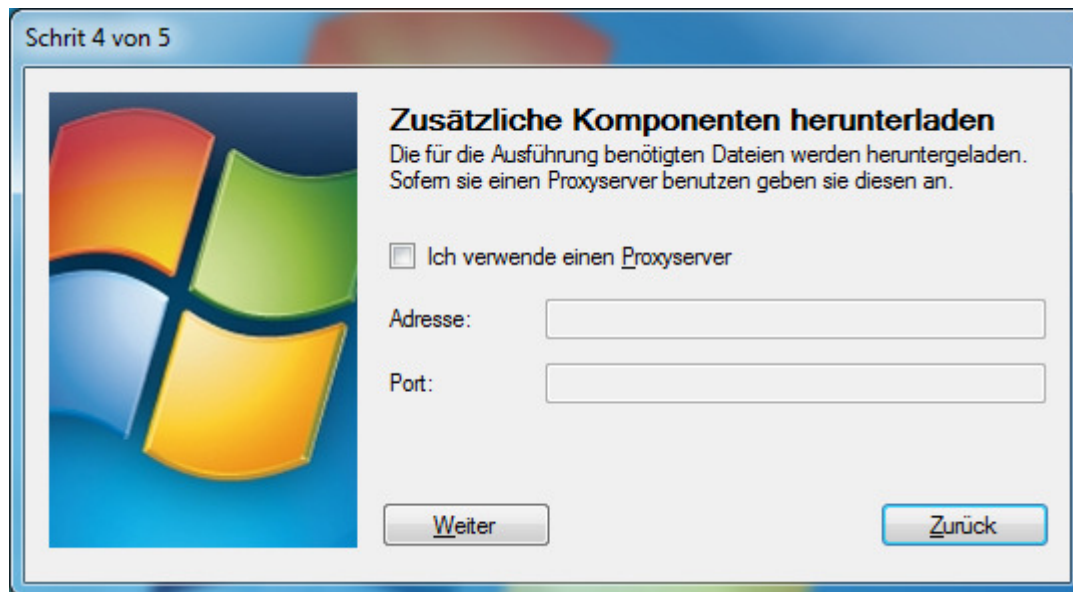 Schrit 4 von 5
Zusätzliche Komponenten herunterladen
Die für die Ausführung benötigten Dateien werden heruntergeladen.
Sofern sie einen Proxyserver benutzen geben sie diesen an.
Ich verwende einen Proxyserver
Adresse:
Port:
Weiter
Zurück